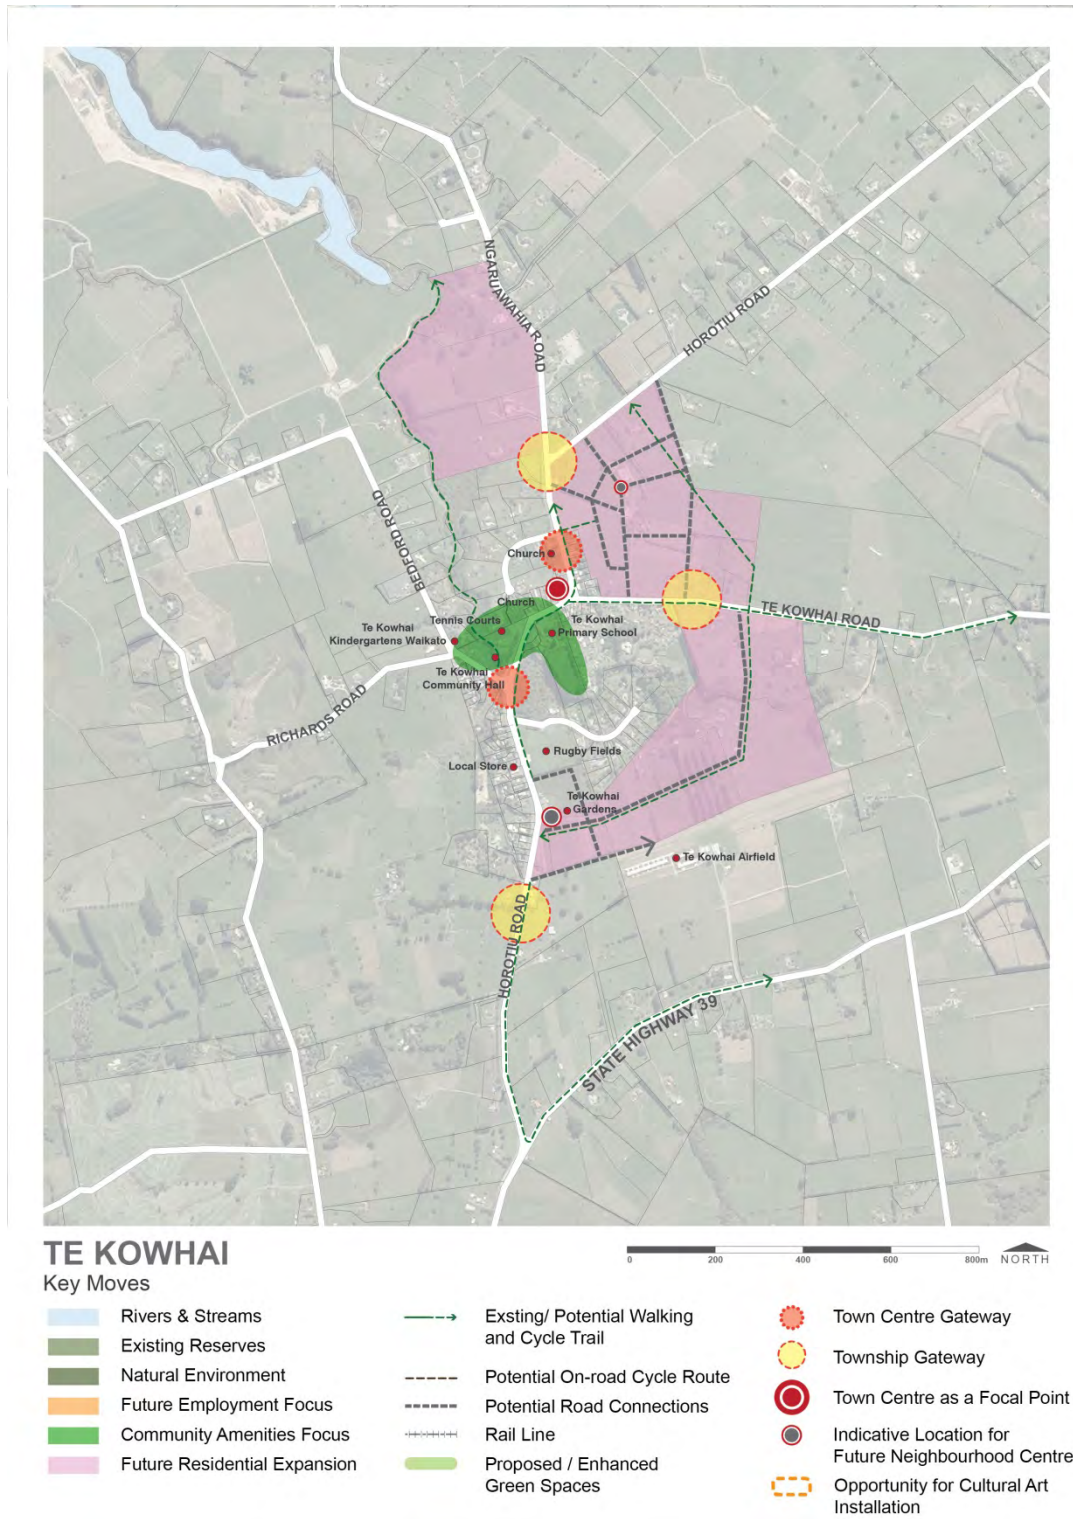 NGARUAWAHIA ROAD
HOROTIU ROAD
BEDFORD ROAD
Church
Church
TE KOWHAI ROAD
Tennis Courts
Te Kowhai
Kindergartens Waikato
Te Kowhai
Primary School
Te Kowhai
Community Hall
RICHARDS ROAD
Rugby Fields
Local Store
Te Kowhai
Gardens
Te Kowhai Airfield
HOROTIU ROAD
STATE HIGHWAY 39
TE KOWHAI
Key Moves
0 200 400 600 800m
NORTH
Rivers & Streams
Existing Reserves
Natural Environment
Future Employment Focus
Community Amenities Focus
Future Residential Expansion
Exsting/ Potential Walking
and Cycle Trail
Potential On-road Cycle Route
Potential Road Connections
Rail Line
Proposed / Enhanced
Green Spaces
Town Centre Gateway
Township Gateway
Town Centre as a Focal Point
Indicative Location for
Future Neighbourhood Centre
Opportunity for Cultural Art
Installation